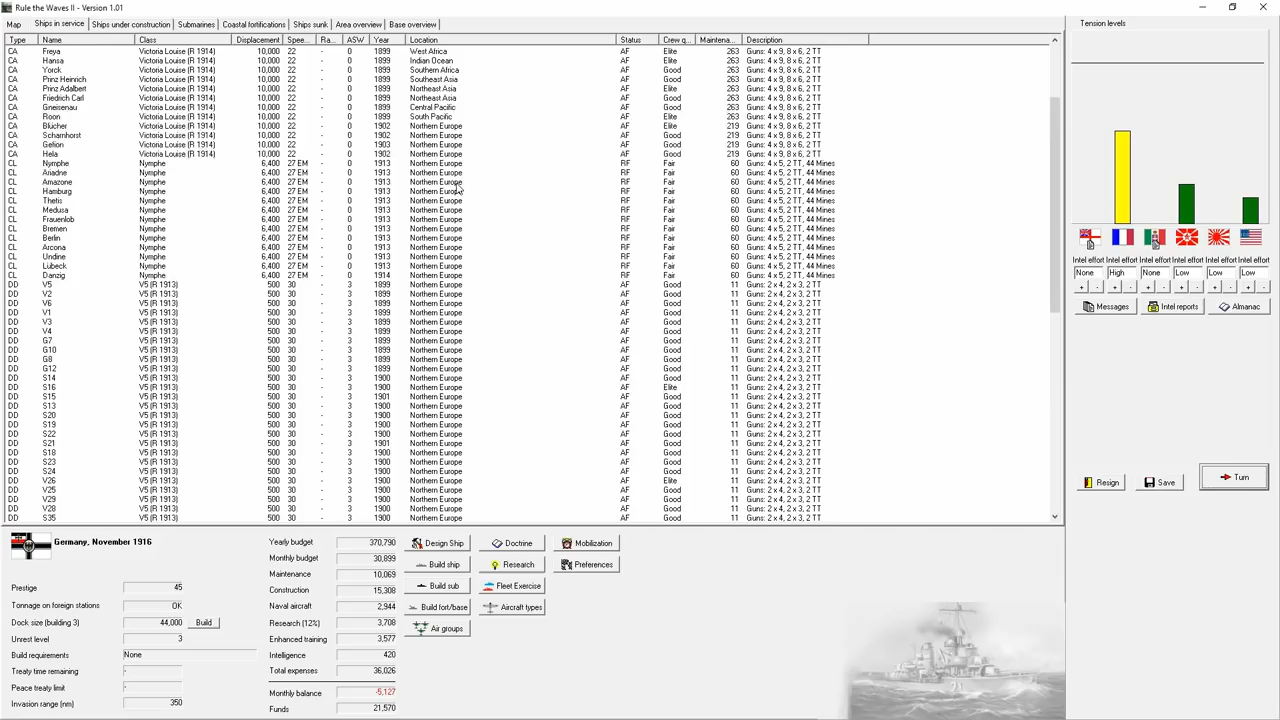 Rule the Waves II - Version 1.01
Map Ships in service Ships under construction Submarines Coastal fortifications Ships sunk Area overview Base overview
Type Name Class Displacement Spee... Ra... ASW Year Location Status Crew q... Maintena... Description
CA Freya Victoria Louise (R 1914) 10,000 22 - 0 1899 West Africa AF Elite 263 Guns: 4 x 9, 8 x 6, 2 TT
CA Hansa Victoria Louise (R 1914) 10,000 22 - 0 1899 Indian Ocean AF Elite 263 Guns: 4 x 9, 8 x 6, 2 TT
CA Yorck Victoria Louise (R 1914) 10,000 22 - 0 1899 Southern Africa AF Good 263 Guns: 4 x 9, 8 x 6, 2 TT
CA Prinz Heinrich Victoria Louise (R 1914) 10,000 22 - 0 1899 Southeast Asia AF Good 263 Guns: 4 x 9, 8 x 6, 2 TT
CA Prinz Adalbert Victoria Louise (R 1914) 10,000 22 - 0 1899 Northeast Asia AF Elite 263 Guns: 4 x 9, 8 x 6, 2 TT
CA Friedrich Carl Victoria Louise (R 1914) 10,000 22 - 0 1899 Northeast Asia AF Good 263 Guns: 4 x 9, 8 x 6, 2 TT
CA Gneisenau Victoria Louise (R 1914) 10,000 22 - 0 1899 Central Pacific AF Good 263 Guns: 4 x 9, 8 x 6, 2 TT
CA Roon Victoria Louise (R 1914) 10,000 22 - 0 1899 South Pacific AF Good 263 Guns: 4 x 9, 8 x 6, 2 TT
CA Blücher Victoria Louise (R 1914) 10,000 22 - 0 1902 Northern Europe AF Elite 219 Guns: 4 x 9, 8 x 6, 2 TT
CA Scharnhorst Victoria Louise (R 1914) 10,000 22 - 0 1902 Northern Europe AF Good 219 Guns: 4 x 9, 8 x 6, 2 TT
CA Gefion Victoria Louise (R 1914) 10,000 22 - 0 1903 Northern Europe AF Good 219 Guns: 4 x 9, 8 x 6, 2 TT
CA Hela Victoria Louise (R 1914) 10,000 22 - 0 1902 Northern Europe AF Good 219 Guns: 4 x 9, 8 x 6, 2 TT
CL Nymphe Nymphe 6,400 27 EM - 0 1913 Northern Europe RF Fair 60 Guns: 4 x 5, 2 TT, 44 Mines
CL Ariadne Nymphe 6,400 27 EM - 0 1913 Northern Europe RF Fair 60 Guns: 4 x 5, 2 TT, 44 Mines
CL Amazone Nymphe 6,400 27 EM - 0 1913 Northern Europe RF Fair 60 Guns: 4 x 5, 2 TT, 44 Mines
CL Hamburg Nymphe 6,400 27 EM - 0 1913 Northern Europe RF Fair 60 Guns: 4 x 5, 2 TT, 44 Mines
CL Thetis Nymphe 6,400 27 EM - 0 1913 Northern Europe RF Fair 60 Guns: 4 x 5, 2 TT, 44 Mines
CL Medusa Nymphe 6,400 27 EM - 0 1913 Northern Europe RF Fair 60 Guns: 4 x 5, 2 TT, 44 Mines
CL Frauenlob Nymphe 6,400 27 EM - 0 1913 Northern Europe RF Fair 60 Guns: 4 x 5, 2 TT, 44 Mines
CL Bremen Nymphe 6,400 27 EM - 0 1913 Northern Europe RF Fair 60 Guns: 4 x 5, 2 TT, 44 Mines
CL Berlin Nymphe 6,400 27 EM - 0 1913 Northern Europe RF Fair 60 Guns: 4 x 5, 2 TT, 44 Mines
CL Arcona Nymphe 6,400 27 EM - 0 1913 Northern Europe RF Fair 60 Guns: 4 x 5, 2 TT, 44 Mines
CL Undine Nymphe 6,400 27 EM - 0 1913 Northern Europe RF Fair 60 Guns: 4 x 5, 2 TT, 44 Mines
CL Lübeck Nymphe 6,400 27 EM - 0 1913 Northern Europe RF Fair 60 Guns: 4 x 5, 2 TT, 44 Mines
CL Danzig Nymphe 6,400 27 EM - 0 1914 Northern Europe RF Fair 60 Guns: 4 x 5, 2 TT, 44 Mines
DD V5 V5 (R 1913) 500 30 - 3 1899 Northern Europe AF Good 11 Guns: 2 x 4, 2 x 3, 2 TT
DD V2 V5 (R 1913) 500 30 - 3 1899 Northern Europe AF Good 11 Guns: 2 x 4, 2 x 3, 2 TT
DD V6 V5 (R 1913) 500 30 - 3 1899 Northern Europe AF Good 11 Guns: 2 x 4, 2 x 3, 2 TT
DD V1 V5 (R 1913) 500 30 - 3 1899 Northern Europe AF Good 11 Guns: 2 x 4, 2 x 3, 2 TT
DD V3 V5 (R 1913) 500 30 - 3 1899 Northern Europe AF Good 11 Guns: 2 x 4, 2 x 3, 2 TT
DD V4 V5 (R 1913) 500 30 - 3 1899 Northern Europe AF Good 11 Guns: 2 x 4, 2 x 3, 2 TT
DD G7 V5 (R 1913) 500 30 - 3 1899 Northern Europe AF Good 11 Guns: 2 x 4, 2 x 3, 2 TT
DD G10 V5 (R 1913) 500 30 - 3 1899 Northern Europe AF Good 11 Guns: 2 x 4, 2 x 3, 2 TT
DD G8 V5 (R 1913) 500 30 - 3 1899 Northern Europe AF Good 11 Guns: 2 x 4, 2 x 3, 2 TT
DD G12 V5 (R 1913) 500 30 - 3 1899 Northern Europe AF Good 11 Guns: 2 x 4, 2 x 3, 2 TT
DD S14 V5 (R 1913) 500 30 - 3 1899 Northern Europe AF Good 11 Guns: 2 x 4, 2 x 3, 2 TT
DD S16 V5 (R 1913) 500 30 - 3 1899 Northern Europe AF Elite 11 Guns: 2 x 4, 2 x 3, 2 TT
DD S15 V5 (R 1913) 500 30 - 3 1901 Northern Europe AF Good 11 Guns: 2 x 4, 2 x 3, 2 TT
DD S13 V5 (R 1913) 500 30 - 3 1900 Northern Europe AF Good 11 Guns: 2 x 4, 2 x 3, 2 TT
DD S20 V5 (R 1913) 500 30 - 3 1900 Northern Europe AF Good 11 Guns: 2 x 4, 2 x 3, 2 TT
DD S19 V5 (R 1913) 500 30 - 3 1900 Northern Europe AF Good 11 Guns: 2 x 4, 2 x 3, 2 TT
DD S22 V5 (R 1913) 500 30 - 3 1900 Northern Europe AF Good 11 Guns: 2 x 4, 2 x 3, 2 TT
DD S21 V5 (R 1913) 500 30 - 3 1901 Northern Europe AF Good 11 Guns: 2 x 4, 2 x 3, 2 TT
DD S18 V5 (R 1913) 500 30 - 3 1900 Northern Europe AF Good 11 Guns: 2 x 4, 2 x 3, 2 TT
DD S23 V5 (R 1913) 500 30 - 3 1900 Northern Europe AF Good 11 Guns: 2 x 4, 2 x 3, 2 TT
DD S24 V5 (R 1913) 500 30 - 3 1900 Northern Europe AF Good 11 Guns: 2 x 4, 2 x 3, 2 TT
DD V26 V5 (R 1913) 500 30 - 3 1900 Northern Europe AF Elite 11 Guns: 2 x 4, 2 x 3, 2 TT
DD V25 V5 (R 1913) 500 30 - 3 1900 Northern Europe AF Good 11 Guns: 2 x 4, 2 x 3, 2 TT
DD V29 V5 (R 1913) 500 30 - 3 1900 Northern Europe AF Good 11 Guns: 2 x 4, 2 x 3, 2 TT
DD V28 V5 (R 1913) 500 30 - 3 1900 Northern Europe AF Good 11 Guns: 2 x 4, 2 x 3, 2 TT
DD S35 V5 (R 1913) 500 30 - 3 1900 Northern Europe AF Good 11 Guns: 2 x 4, 2 x 3, 2 TT
Germany, November 1916
Prestige 45
Tonnage on foreign stations OK
Dock size (building 3) 44,000 Build
Unrest level 3
Build requirements None
Treaty time remaining -
Peace treaty limit -
Invasion range (nm) 350
Yearly budget 370,790
Monthly budget 30,899
Maintenance 10,069
Construction 15,308
Naval aircraft 2,944
Research (12%) 3,708
Enhanced training 3,577
Intelligence 420
Total expenses 36,026
Monthly balance -5,127
Funds 21,570
Design Ship Doctrine Mobilization
Build ship Research Preferences
Build sub Fleet Exercise
Build fort/base Aircraft types
Air groups
Tension levels
Intel effort Intel effort Intel effort Intel effort Intel effort Intel effort
None High None Low Low Low
+ - + - + - + - + - + -
Messages Intel reports Almanac
Resign Save Turn